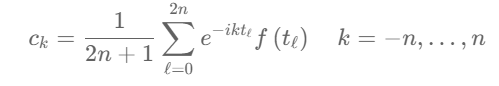 c_k = \frac{1}{2n+1} \sum_{\ell=0}^{2n} e^{-ikt_\ell} f(t_\ell) \quad k = -n, \ldots, n